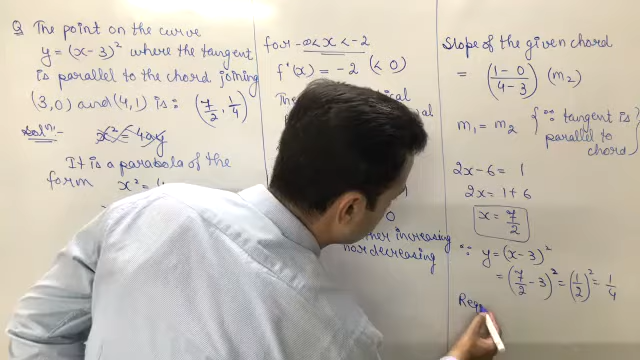 Q The point on the curve
y = (x-3)² where the tangent
is parallel to the chord joining
(3,0) and (4,1) is: (7/2, 1/4)
Solⁿ:-
x² = 4ay
It is a parabola of the
form x² =
for -∞ < x < -2
f'(x) = -2 (< 0)
0
increasing
nor decreasing
Slope of the given chord
= (1-0 / 4-3) (m₂)
m₁ = m₂ {∵ tangent is parallel to chord}
2x - 6 = 1
2x = 1+6
x = 7/2
∵ y = (x-3)²
= (7/2 - 3)² = (1/2)² = 1/4
Req